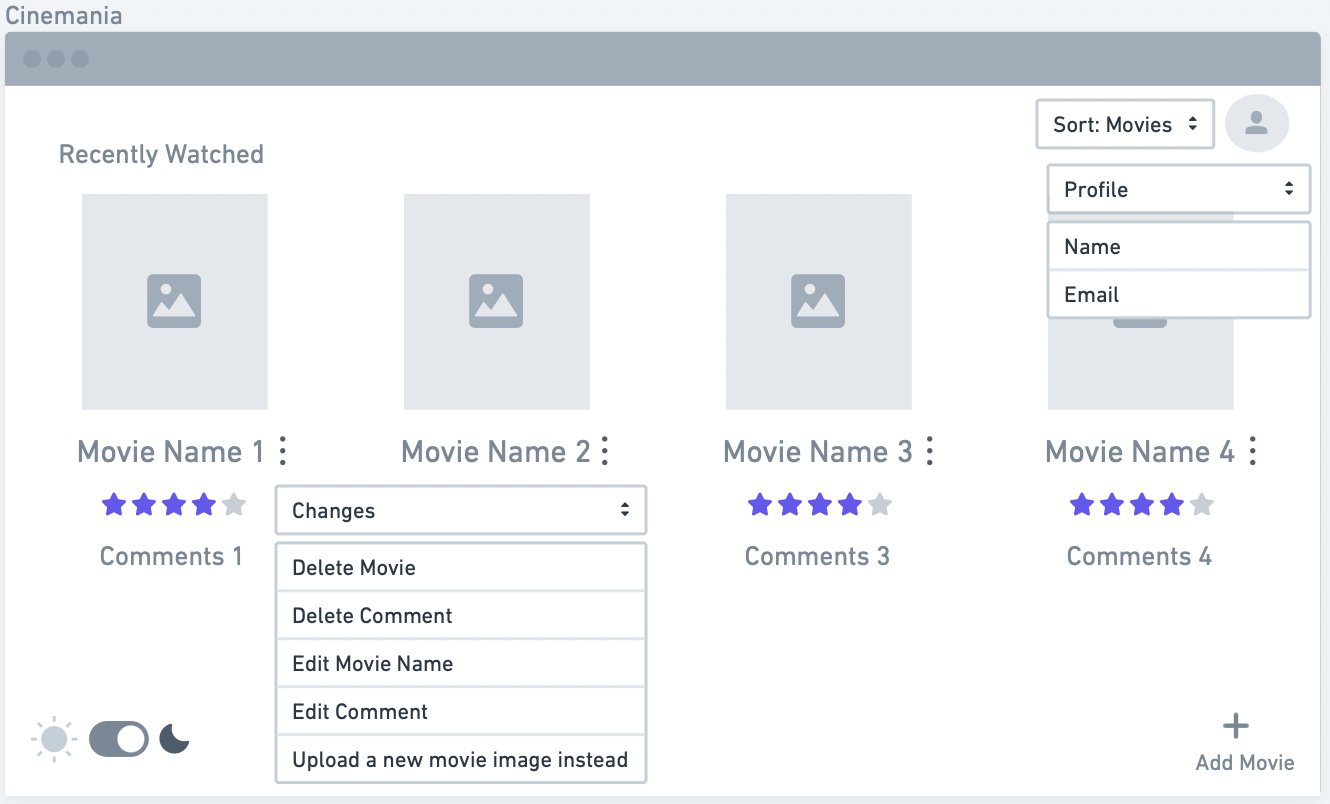 Cinemania
Sort: Movies
Recently Watched
Profile
Name
Email
Movie Name 1
Movie Name 2
Movie Name 3
Movie Name 4
Changes
Comments 1
Comments 3
Comments 4
Delete Movie
Delete Comment
Edit Movie Name
Edit Comment
Upload a new movie image instead
Add Movie